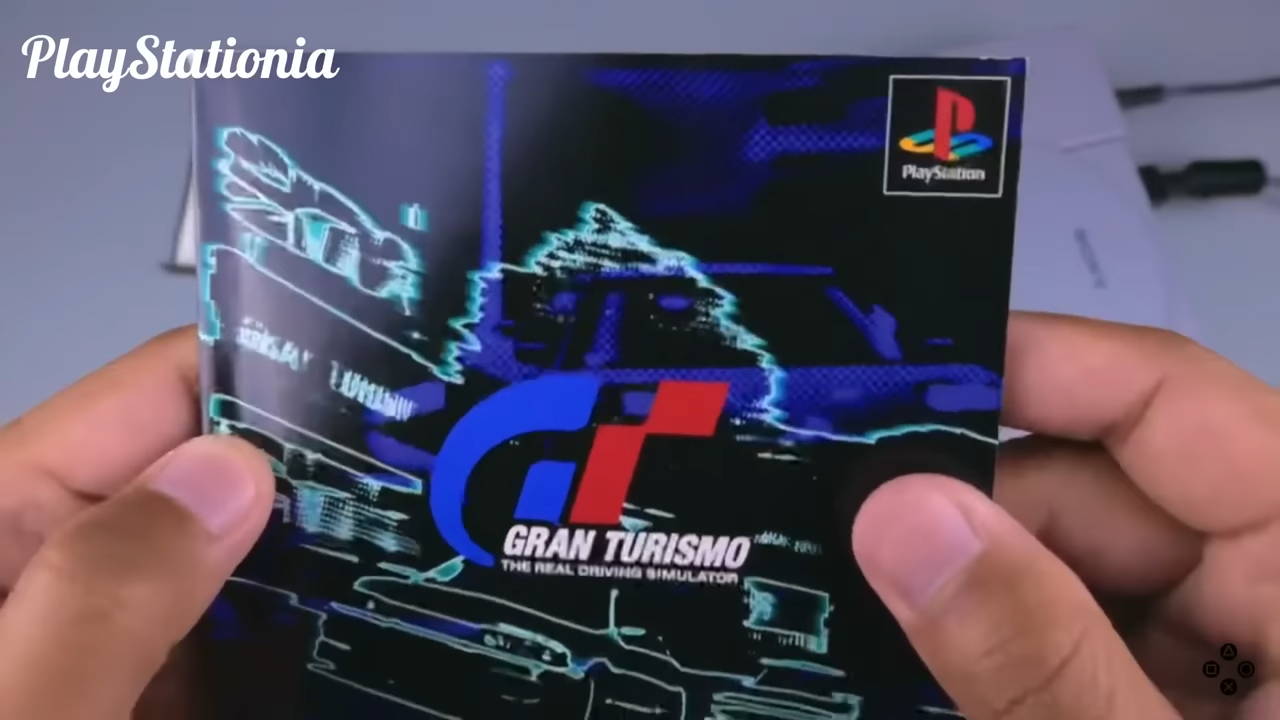 PlayStationia
PlayStation
GRAN TURISMO
THE REAL DRIVING SIMULATOR